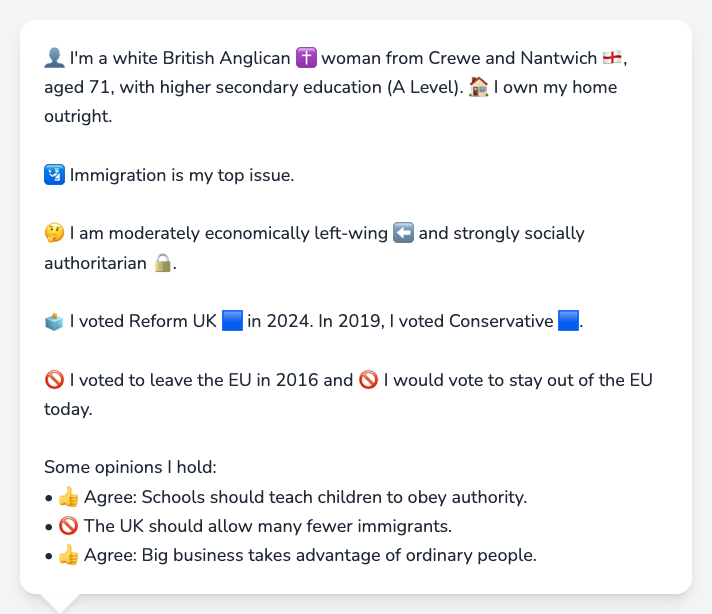 👤 I'm a white British Anglican ✝️ woman from Crewe and Nantwich 🏴󠁧󠁢󠁥󠁮󠁧󠁿,
aged 71, with higher secondary education (A Level). 🏠 I own my home
outright.
🛂 Immigration is my top issue.
🤔 I am moderately economically left-wing ⬅️ and strongly socially
authoritarian 🔒.
🗳️ I voted Reform UK 🟦 in 2024. In 2019, I voted Conservative 🟦.
🚫 I voted to leave the EU in 2016 and 🚫 I would vote to stay out of the EU
today.
Some opinions I hold:
• 👍 Agree: Schools should teach children to obey authority.
• 🚫 The UK should allow many fewer immigrants.
• 👍 Agree: Big business takes advantage of ordinary people.